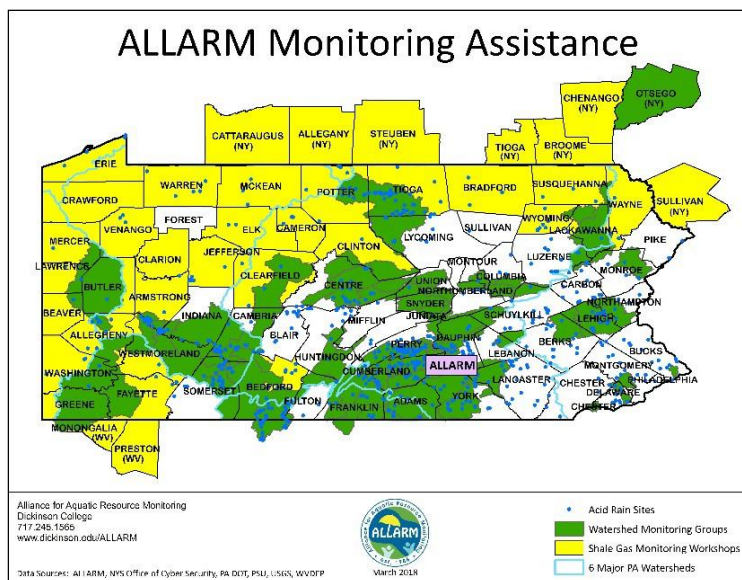 ALLARM Monitoring Assistance
OTSEGO
(NY)
CHENANGO
(NY)
CATTARAUGUS
(NY)
ALLEGANY
(NY)
STEUBEN
(NY)
TIOGA
(NY)
BROOME
(NY)
ERIE
WARREN
MCKEAN
POTTER
TIOGA
BRADFORD
SUSQUEHANNA
WAYNE
SULLIVAN
(NY)
CRAWFORD
FOREST
ELK
CAMERON
VENANGO
MERCER
CLARION
JEFFERSON
CLINTON
LYCOMING
SULLIVAN
WYOMING
LACKAWANNA
PIKE
LAWRENCE
BUTLER
CLEARFIELD
CENTRE
UNION
MONTOUR
COLUMBIA
LUZERNE
MONROE
CARBON
BEAVER
ARMSTRONG
INDIANA
CAMBRIA
BLAIR
MIFFLIN
SNYDER
NORTHUMBERLAND
SCHUYLKILL
NORTHAMPTON
LEHIGH
ALLEGHENY
WESTMORELAND
HUNTINGDON
JUNIATA
PERRY
DAUPHIN
LEBANON
BERKS
BUCKS
MONTGOMERY
WASHINGTON
SOMERSET
BEDFORD
CUMBERLAND
ALLARM
LANCASTER
CHESTER
DELAWARE
PHILADELPHIA
GREENE
FAYETTE
FULTON
FRANKLIN
ADAMS
YORK
CHESTER
MONONGALIA
(WV)
PRESTON
(WV)
Alliance for Aquatic Resource Monitoring
Dickinson College
717.245.1565
www.dickinson.edu/ALLARM
Data Sources: ALLARM, NYS Office of Cyber Security, PA DOT, PSU, USGS, WVDEP
Alliance for Aquatic Resource Monitoring
ALLARM
March 2018
Acid Rain Sites
Watershed Monitoring Groups
Shale Gas Monitoring Workshops
6 Major PA Watersheds